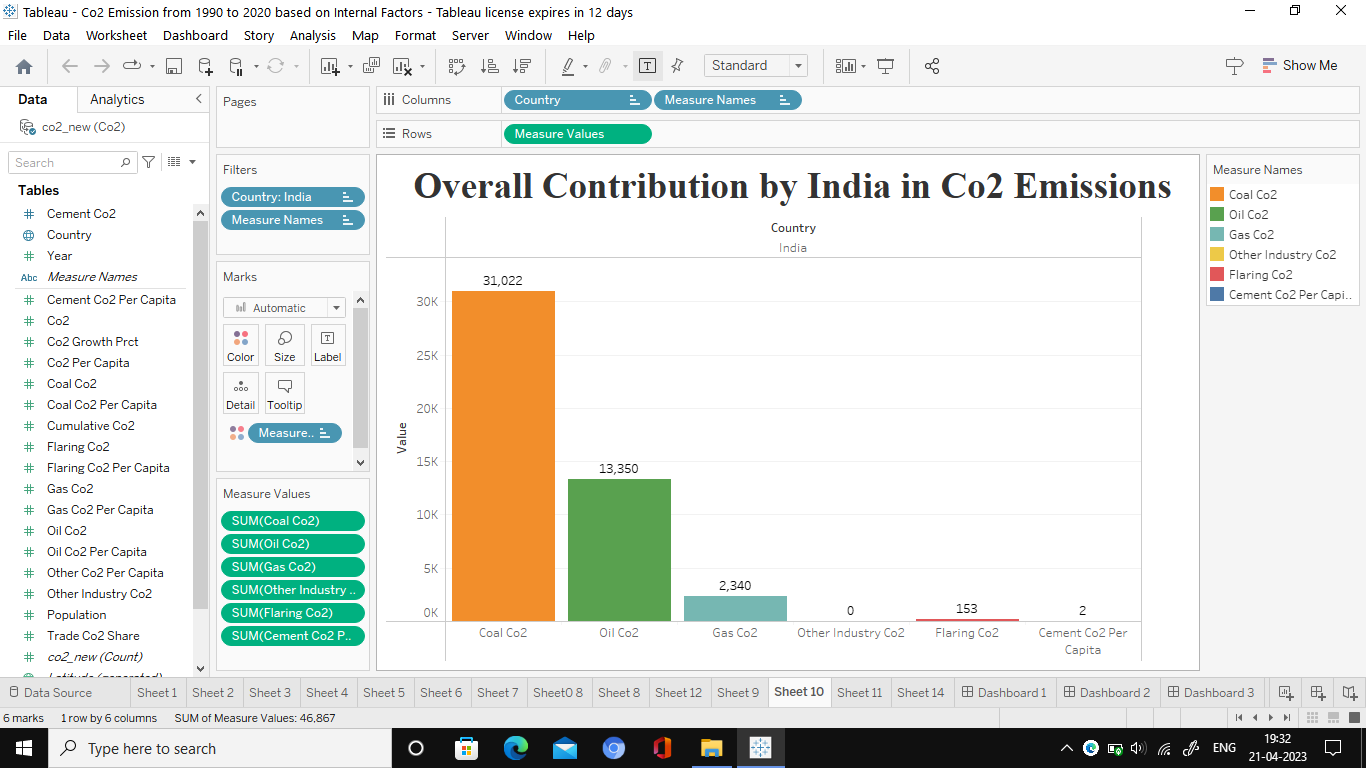 Tableau - Co2 Emission from 1990 to 2020 based on Internal Factors - Tableau license expires in 12 days
File Data Worksheet Dashboard Story Analysis Map Format Server Window Help
Standard
Show Me
Data Analytics
co2_new (Co2)
Search
Tables
Cement Co2
Country
Year
Abc Measure Names
Cement Co2 Per Capita
Co2
Co2 Growth Prct
Co2 Per Capita
Coal Co2
Coal Co2 Per Capita
Cumulative Co2
Flaring Co2
Flaring Co2 Per Capita
Gas Co2
Gas Co2 Per Capita
Oil Co2
Oil Co2 Per Capita
Other Co2 Per Capita
Other Industry Co2
Population
Trade Co2 Share
co2_new (Count)
Latitude (generated)
Pages
Filters
Country: India
Measure Names
Marks
Automatic
Color Size Label
Detail Tooltip
Measure..
Measure Values
SUM(Coal Co2)
SUM(Oil Co2)
SUM(Gas Co2)
SUM(Other Industry ..
SUM(Flaring Co2)
SUM(Cement Co2 P..
Columns Country Measure Names
Rows Measure Values
Overall Contribution by India in Co2 Emissions
Country
India
Value
30K
25K
20K
15K
10K
5K
0K
31,022
13,350
2,340
0
153
2
Coal Co2
Oil Co2
Gas Co2
Other Industry Co2
Flaring Co2
Cement Co2 Per
Capita
Measure Names
Coal Co2
Oil Co2
Gas Co2
Other Industry Co2
Flaring Co2
Cement Co2 Per Capi..
Data Source Sheet 1 Sheet 2 Sheet 3 Sheet 4 Sheet 5 Sheet 6 Sheet 7 Sheet0 8 Sheet 8 Sheet 12 Sheet 9 Sheet 10 Sheet 11 Sheet 14 Dashboard 1 Dashboard 2 Dashboard 3
6 marks 1 row by 6 columns SUM of Measure Values: 46,867
Type here to search
ENG
19:32
21-04-2023